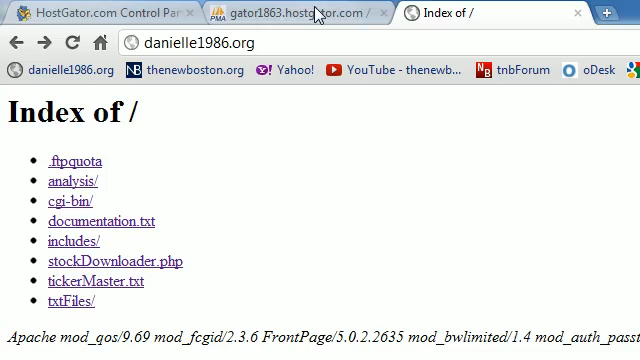 HostGator.com Control Par
gator1863.hostgator.com /
Index of /
danielle1986.org
danielle1986.org
thenewboston.org
Yahoo!
YouTube - thenewb...
tnbForum
oDesk
Index of /
.ftpquota
analysis/
cgi-bin/
documentation.txt
includes/
stockDownloader.php
tickerMaster.txt
txtFiles/
Apache mod_qos/9.69 mod_fcgid/2.3.6 FrontPage/5.0.2.2635 mod_bwlimited/1.4 mod_auth_passt